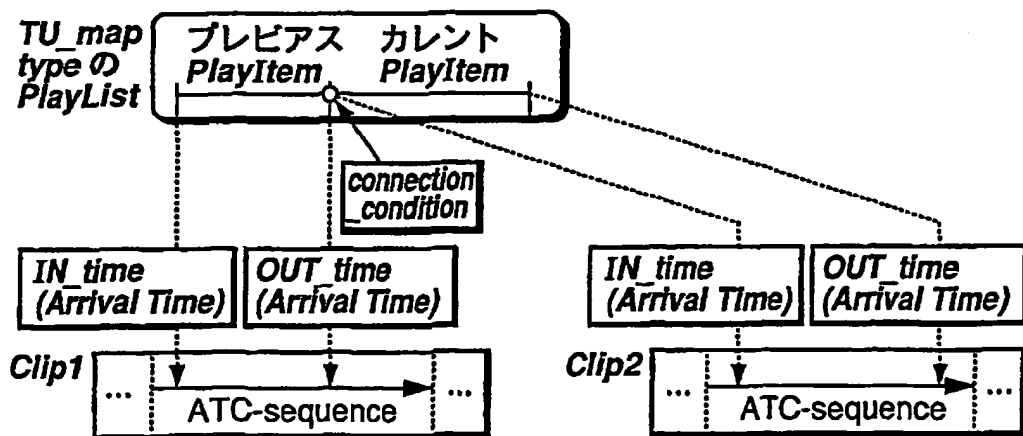 TU_map
type の
PlayList
プレビアス カレント
PlayItem PlayItem
connection
_condition
IN_time
(Arrival Time)
OUT_time
(Arrival Time)
IN_time
(Arrival Time)
OUT_time
(Arrival Time)
Clip1
...
ATC-sequence
...
Clip2
...
ATC-sequence
...